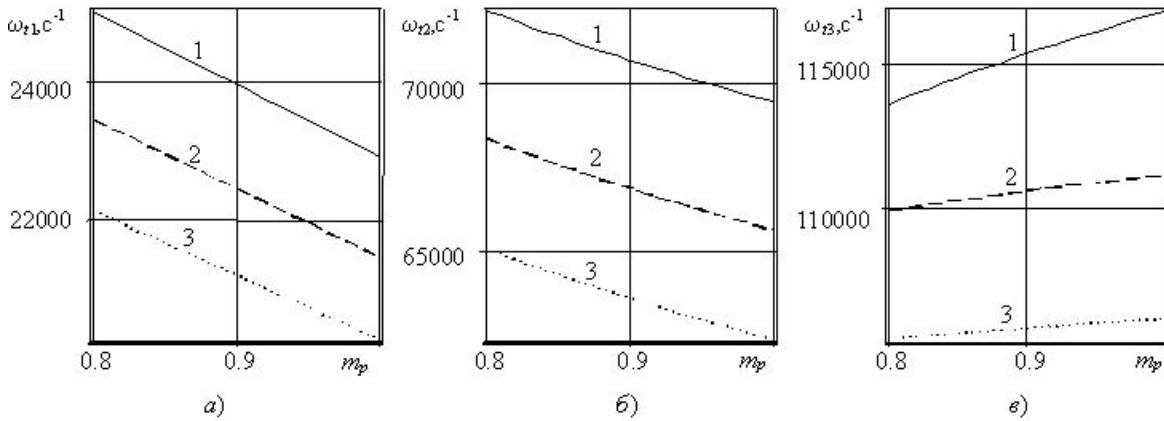 ω_{t1},с⁻¹
1
24000
2
22000
3
0.8 0.9 m_p
а)
ω_{t2},с⁻¹
1
70000
2
65000
3
0.8 0.9 m_p
б)
ω_{t3},с⁻¹
1
115000
2
110000
3
0.8 0.9 m_p
в)